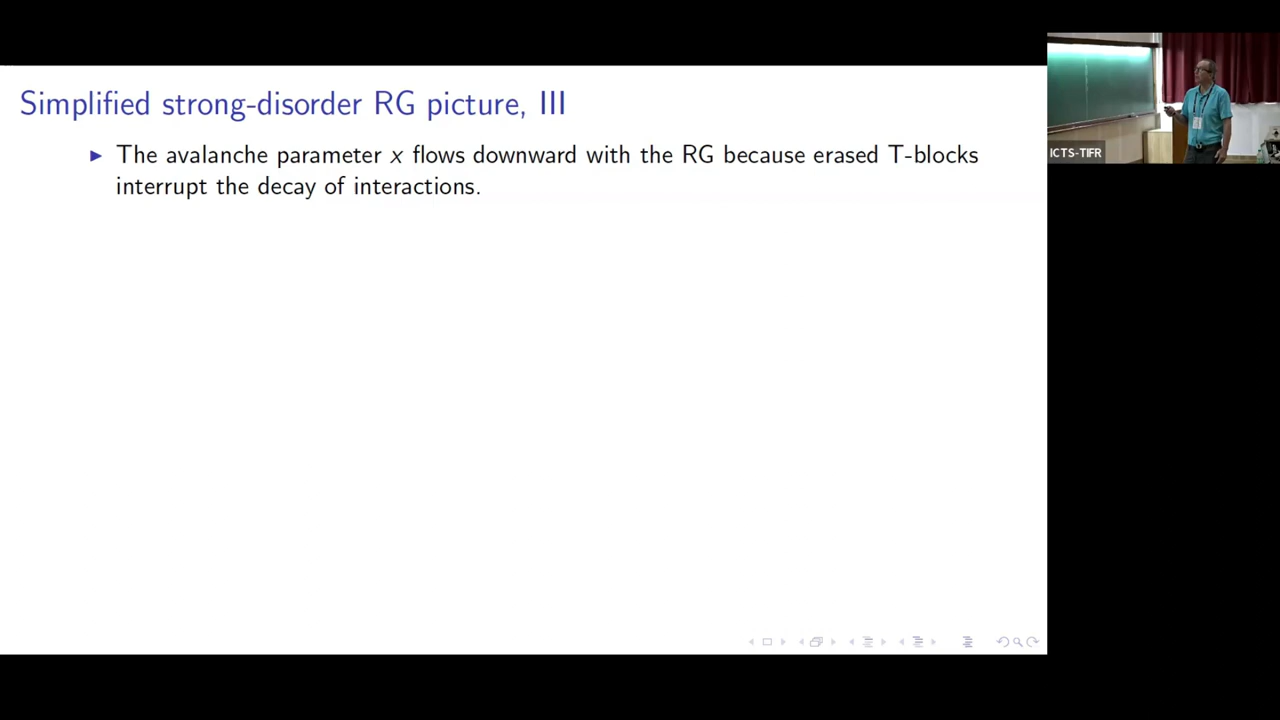 Simplified strong-disorder RG picture, III
▶ The avalanche parameter x flows downward with the RG because erased T-blocks
interrupt the decay of interactions.
ICTS-TIFR